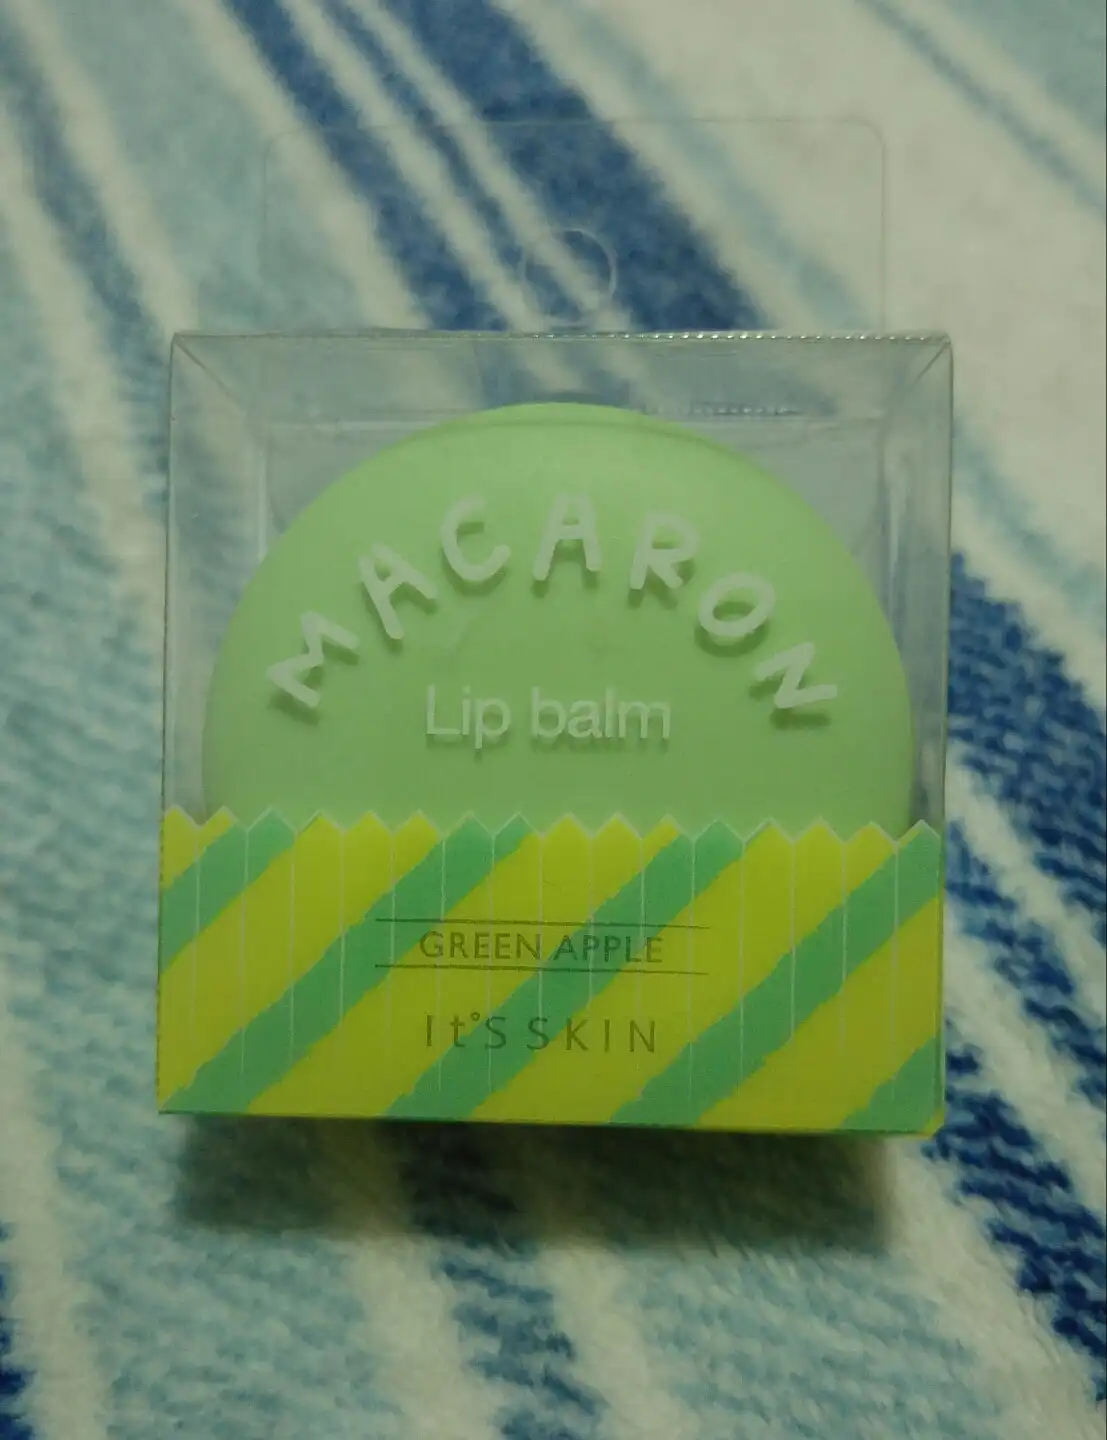 MACARON
Lip balm
GREEN APPLE
It°S SKIN